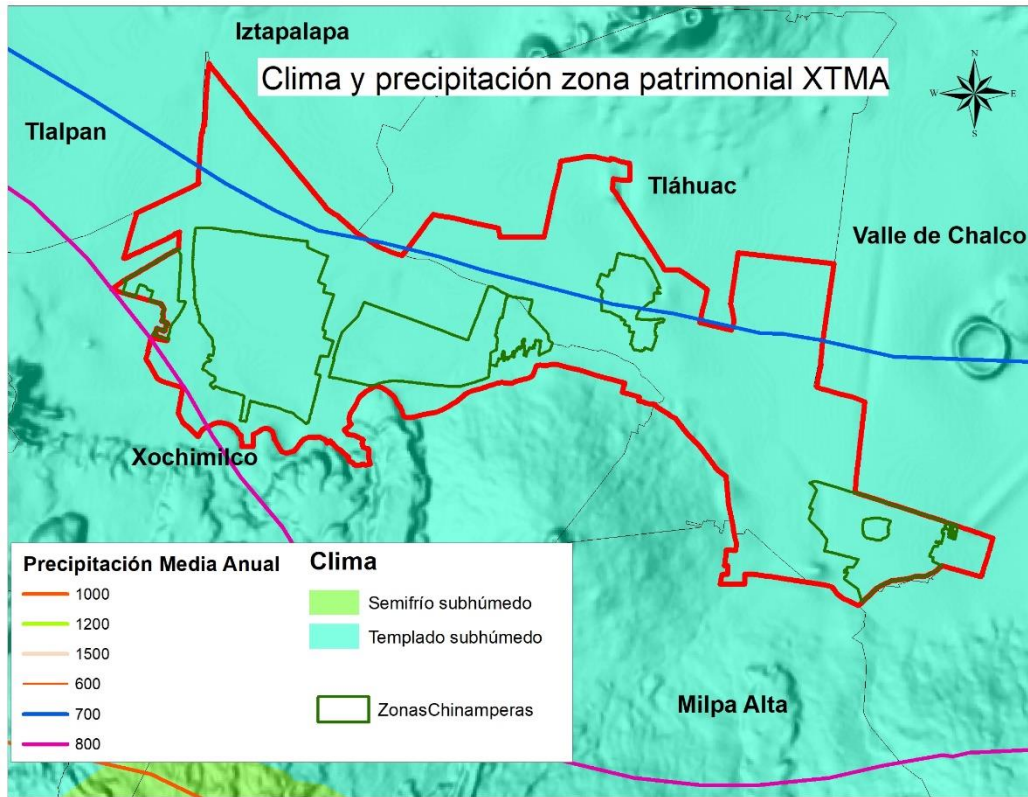 Iztapalapa
Clima y precipitación zona patrimonial XTMA
N
W E
S
Tlalpan
Tláhuac
Valle de Chalco
Xochimilco
Milpa Alta
Precipitación Media Anual
1000
1200
1500
600
700
800
Clima
Semifrío subhúmedo
Templado subhúmedo
ZonasChinamperas